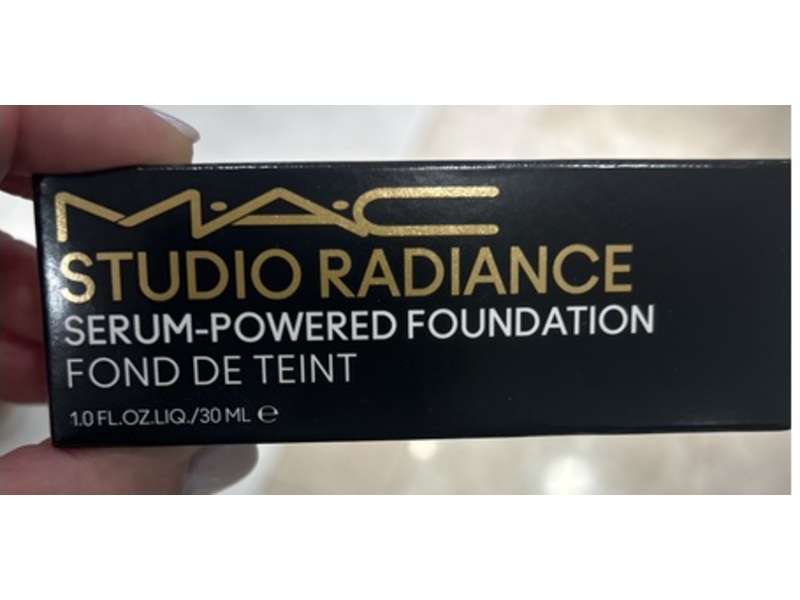 M·A·C
STUDIO RADIANCE
SERUM-POWERED FOUNDATION
FOND DE TEINT
1.0 FL.OZ.LIQ./30 ML ℮